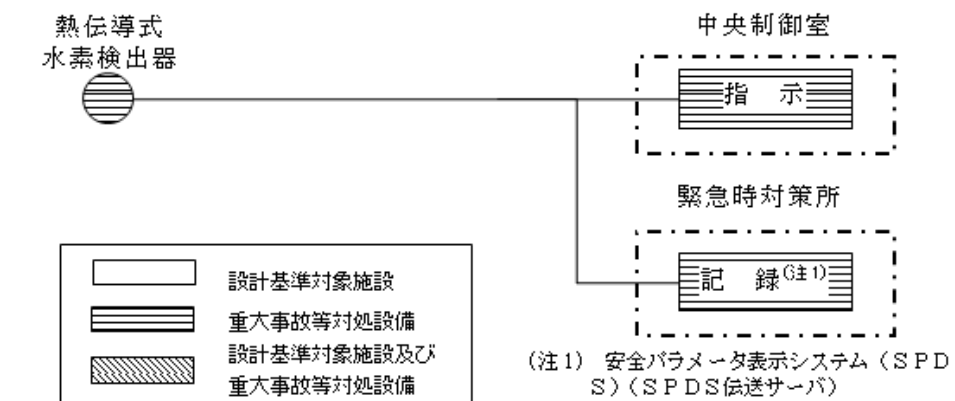 熱伝導式
水素検出器
中央制御室
指 示
緊急時対策所
記 録(注1)
設計基準対象施設
重大事故等対処設備
設計基準対象施設及び
重大事故等対処設備
(注1) 安全パラメータ表示システム(SPD
S)(SPDS伝送サーバ)